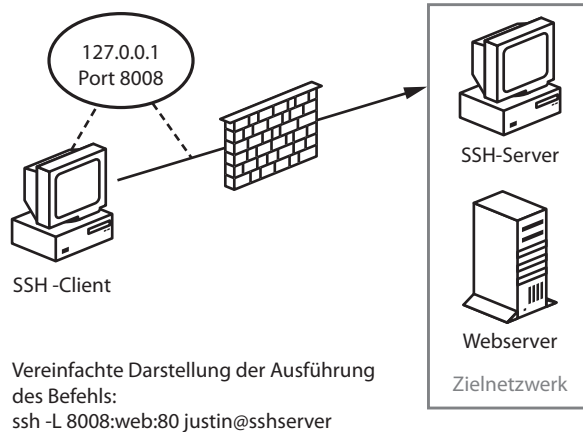 127.0.0.1
Port 8008
SSH-Server
SSH -Client
Webserver
Zielnetzwerk
Vereinfachte Darstellung der Ausführung
des Befehls:
ssh -L 8008:web:80 justin@sshserver